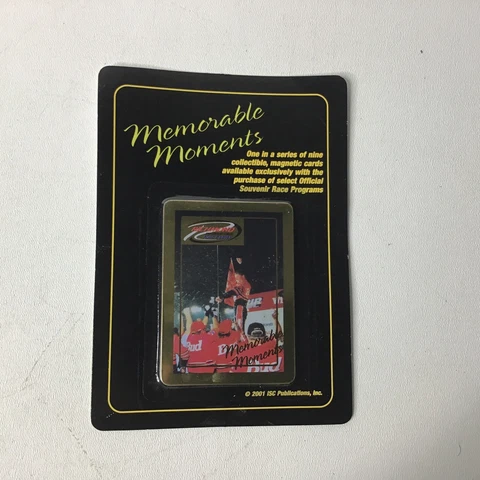 Memorable
Moments
One in a series of nine
collectible, magnetic cards
available exclusively with the
purchase of select Official
Souvenir Race Programs
Bud
Memorable
Moments
© 2001 ISC Publications, Inc.